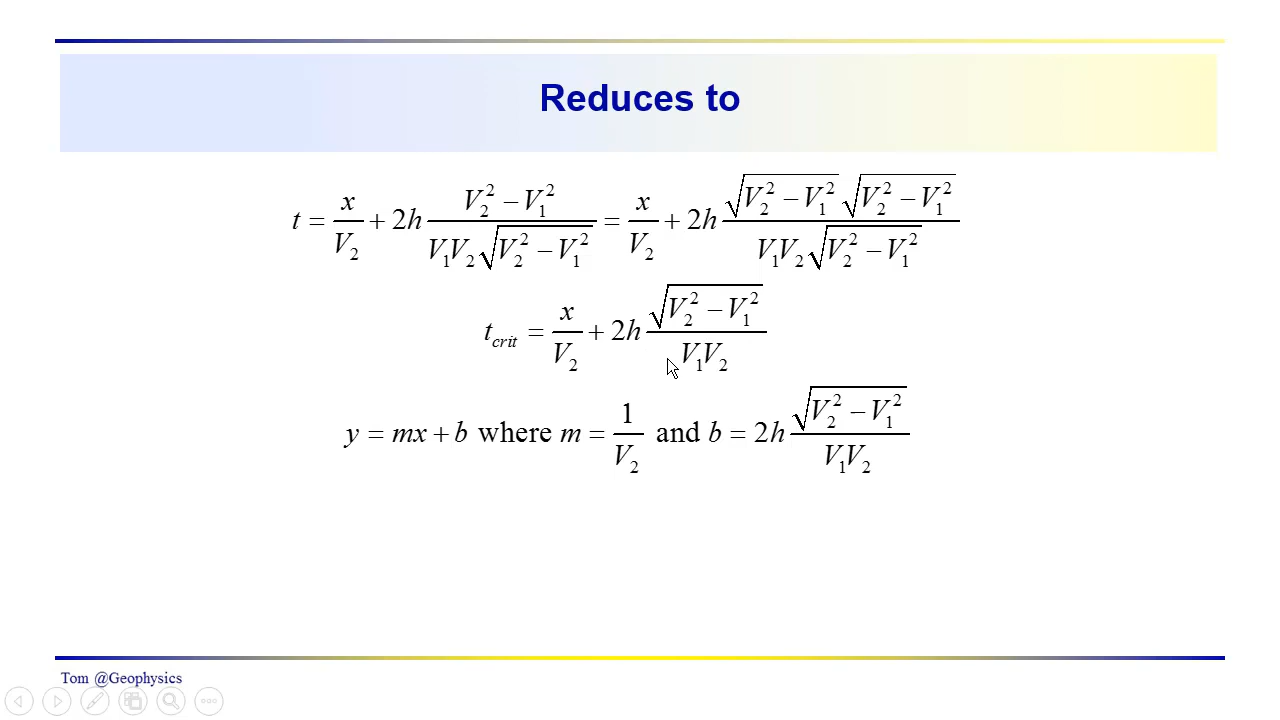 Reduces to
t = x/V₂ + 2h (V₂² − V₁²)/(V₁V₂√(V₂² − V₁²)) = x/V₂ + 2h (√(V₂² − V₁²) √(V₂² − V₁²))/(V₁V₂√(V₂² − V₁²))
t_crit = x/V₂ + 2h √(V₂² − V₁²)/(V₁V₂)
y = mx + b where m = 1/V₂ and b = 2h √(V₂² − V₁²)/(V₁V₂)
Tom @Geophysics